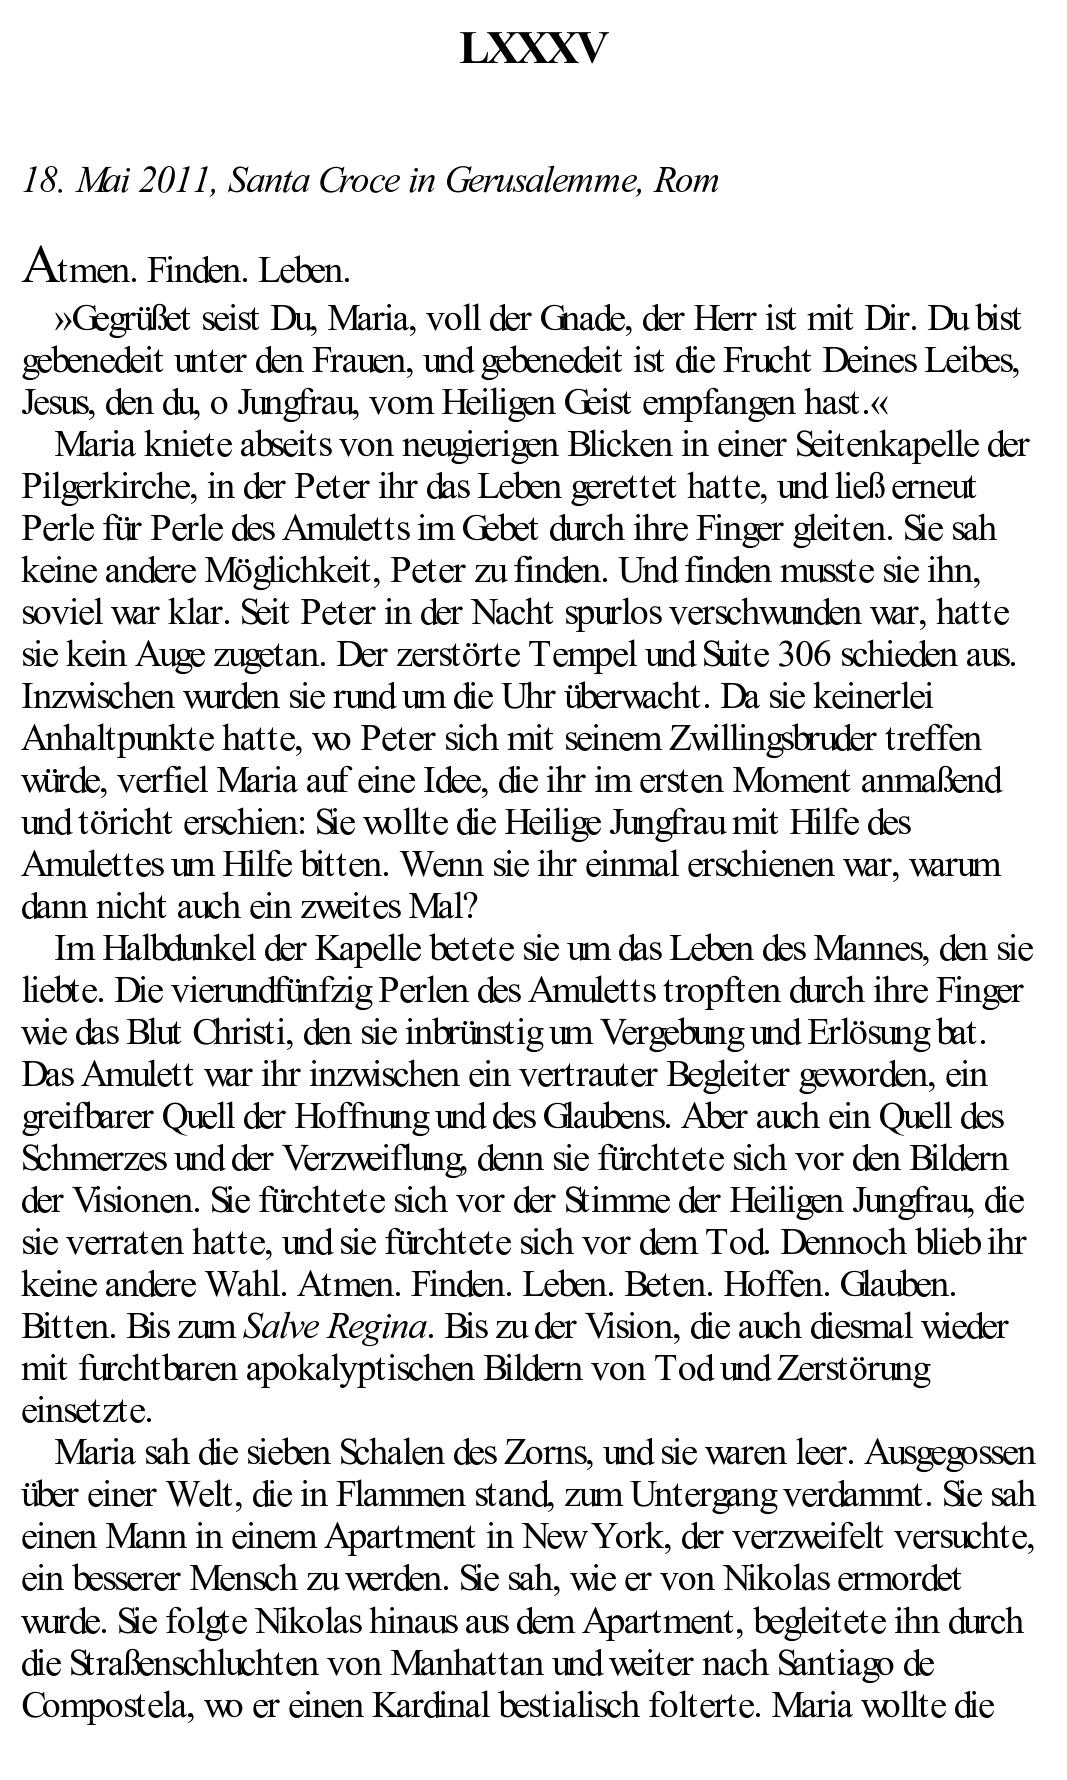 LXXXV
18. Mai 2011, Santa Croce in Gerusalemme, Rom
Atmen. Finden. Leben.
»Gegrüßet seist Du, Maria, voll der Gnade, der Herr ist mit Dir. Du bist
gebenedeit unter den Frauen, und gebenedeit ist die Frucht Deines Leibes,
Jesus, den du, o Jungfrau, vom Heiligen Geist empfangen hast.«
Maria kniete abseits von neugierigen Blicken in einer Seitenkapelle der
Pilgerkirche, in der Peter ihr das Leben gerettet hatte, und ließ erneut
Perle für Perle des Amuletts im Gebet durch ihre Finger gleiten. Sie sah
keine andere Möglichkeit, Peter zu finden. Und finden musste sie ihn,
soviel war klar. Seit Peter in der Nacht spurlos verschwunden war, hatte
sie kein Auge zugetan. Der zerstörte Tempel und Suite 306 schieden aus.
Inzwischen wurden sie rund um die Uhr überwacht. Da sie keinerlei
Anhaltpunkte hatte, wo Peter sich mit seinem Zwillingsbruder treffen
würde, verfiel Maria auf eine Idee, die ihr im ersten Moment anmaßend
und töricht erschien: Sie wollte die Heilige Jungfrau mit Hilfe des
Amulettes um Hilfe bitten. Wenn sie ihr einmal erschienen war, warum
dann nicht auch ein zweites Mal?
Im Halbdunkel der Kapelle betete sie um das Leben des Mannes, den sie
liebte. Die vierundfünfzig Perlen des Amuletts tropften durch ihre Finger
wie das Blut Christi, den sie inbrünstig um Vergebung und Erlösung bat.
Das Amulett war ihr inzwischen ein vertrauter Begleiter geworden, ein
greifbarer Quell der Hoffnung und des Glaubens. Aber auch ein Quell des
Schmerzes und der Verzweiflung, denn sie fürchtete sich vor den Bildern
der Visionen. Sie fürchtete sich vor der Stimme der Heiligen Jungfrau, die
sie verraten hatte, und sie fürchtete sich vor dem Tod. Dennoch blieb ihr
keine andere Wahl. Atmen. Finden. Leben. Beten. Hoffen. Glauben.
Bitten. Bis zum Salve Regina. Bis zu der Vision, die auch diesmal wieder
mit furchtbaren apokalyptischen Bildern von Tod und Zerstörung
einsetzte.
Maria sah die sieben Schalen des Zorns, und sie waren leer. Ausgegossen
über einer Welt, die in Flammen stand, zum Untergang verdammt. Sie sah
einen Mann in einem Apartment in New York, der verzweifelt versuchte,
ein besserer Mensch zu werden. Sie sah, wie er von Nikolas ermordet
wurde. Sie folgte Nikolas hinaus aus dem Apartment, begleitete ihn durch
die Straßenschluchten von Manhattan und weiter nach Santiago de
Compostela, wo er einen Kardinal bestialisch folterte. Maria wollte die